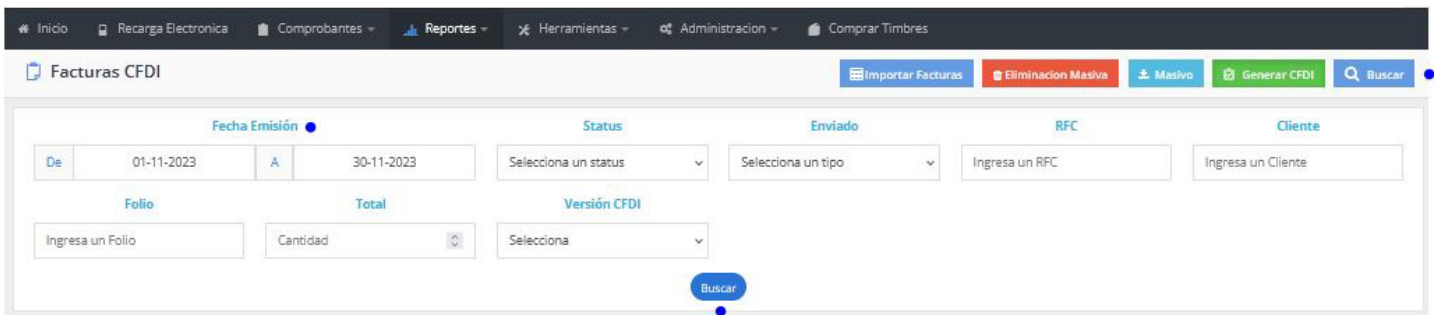 Inicio Recarga Electronica Comprobantes Reportes Herramientas Administracion Comprar Timbres
Facturas CFDI Importar Facturas Eliminacion Masiva Masivo Generar CFDI Buscar
Fecha Emisión Status Enviado RFC Cliente
De 01-11-2023 A 30-11-2023 Selecciona un status Selecciona un tipo Ingresa un RFC Ingresa un Cliente
Folio Total Versión CFDI
Ingresa un Folio Cantidad Selecciona
Buscar